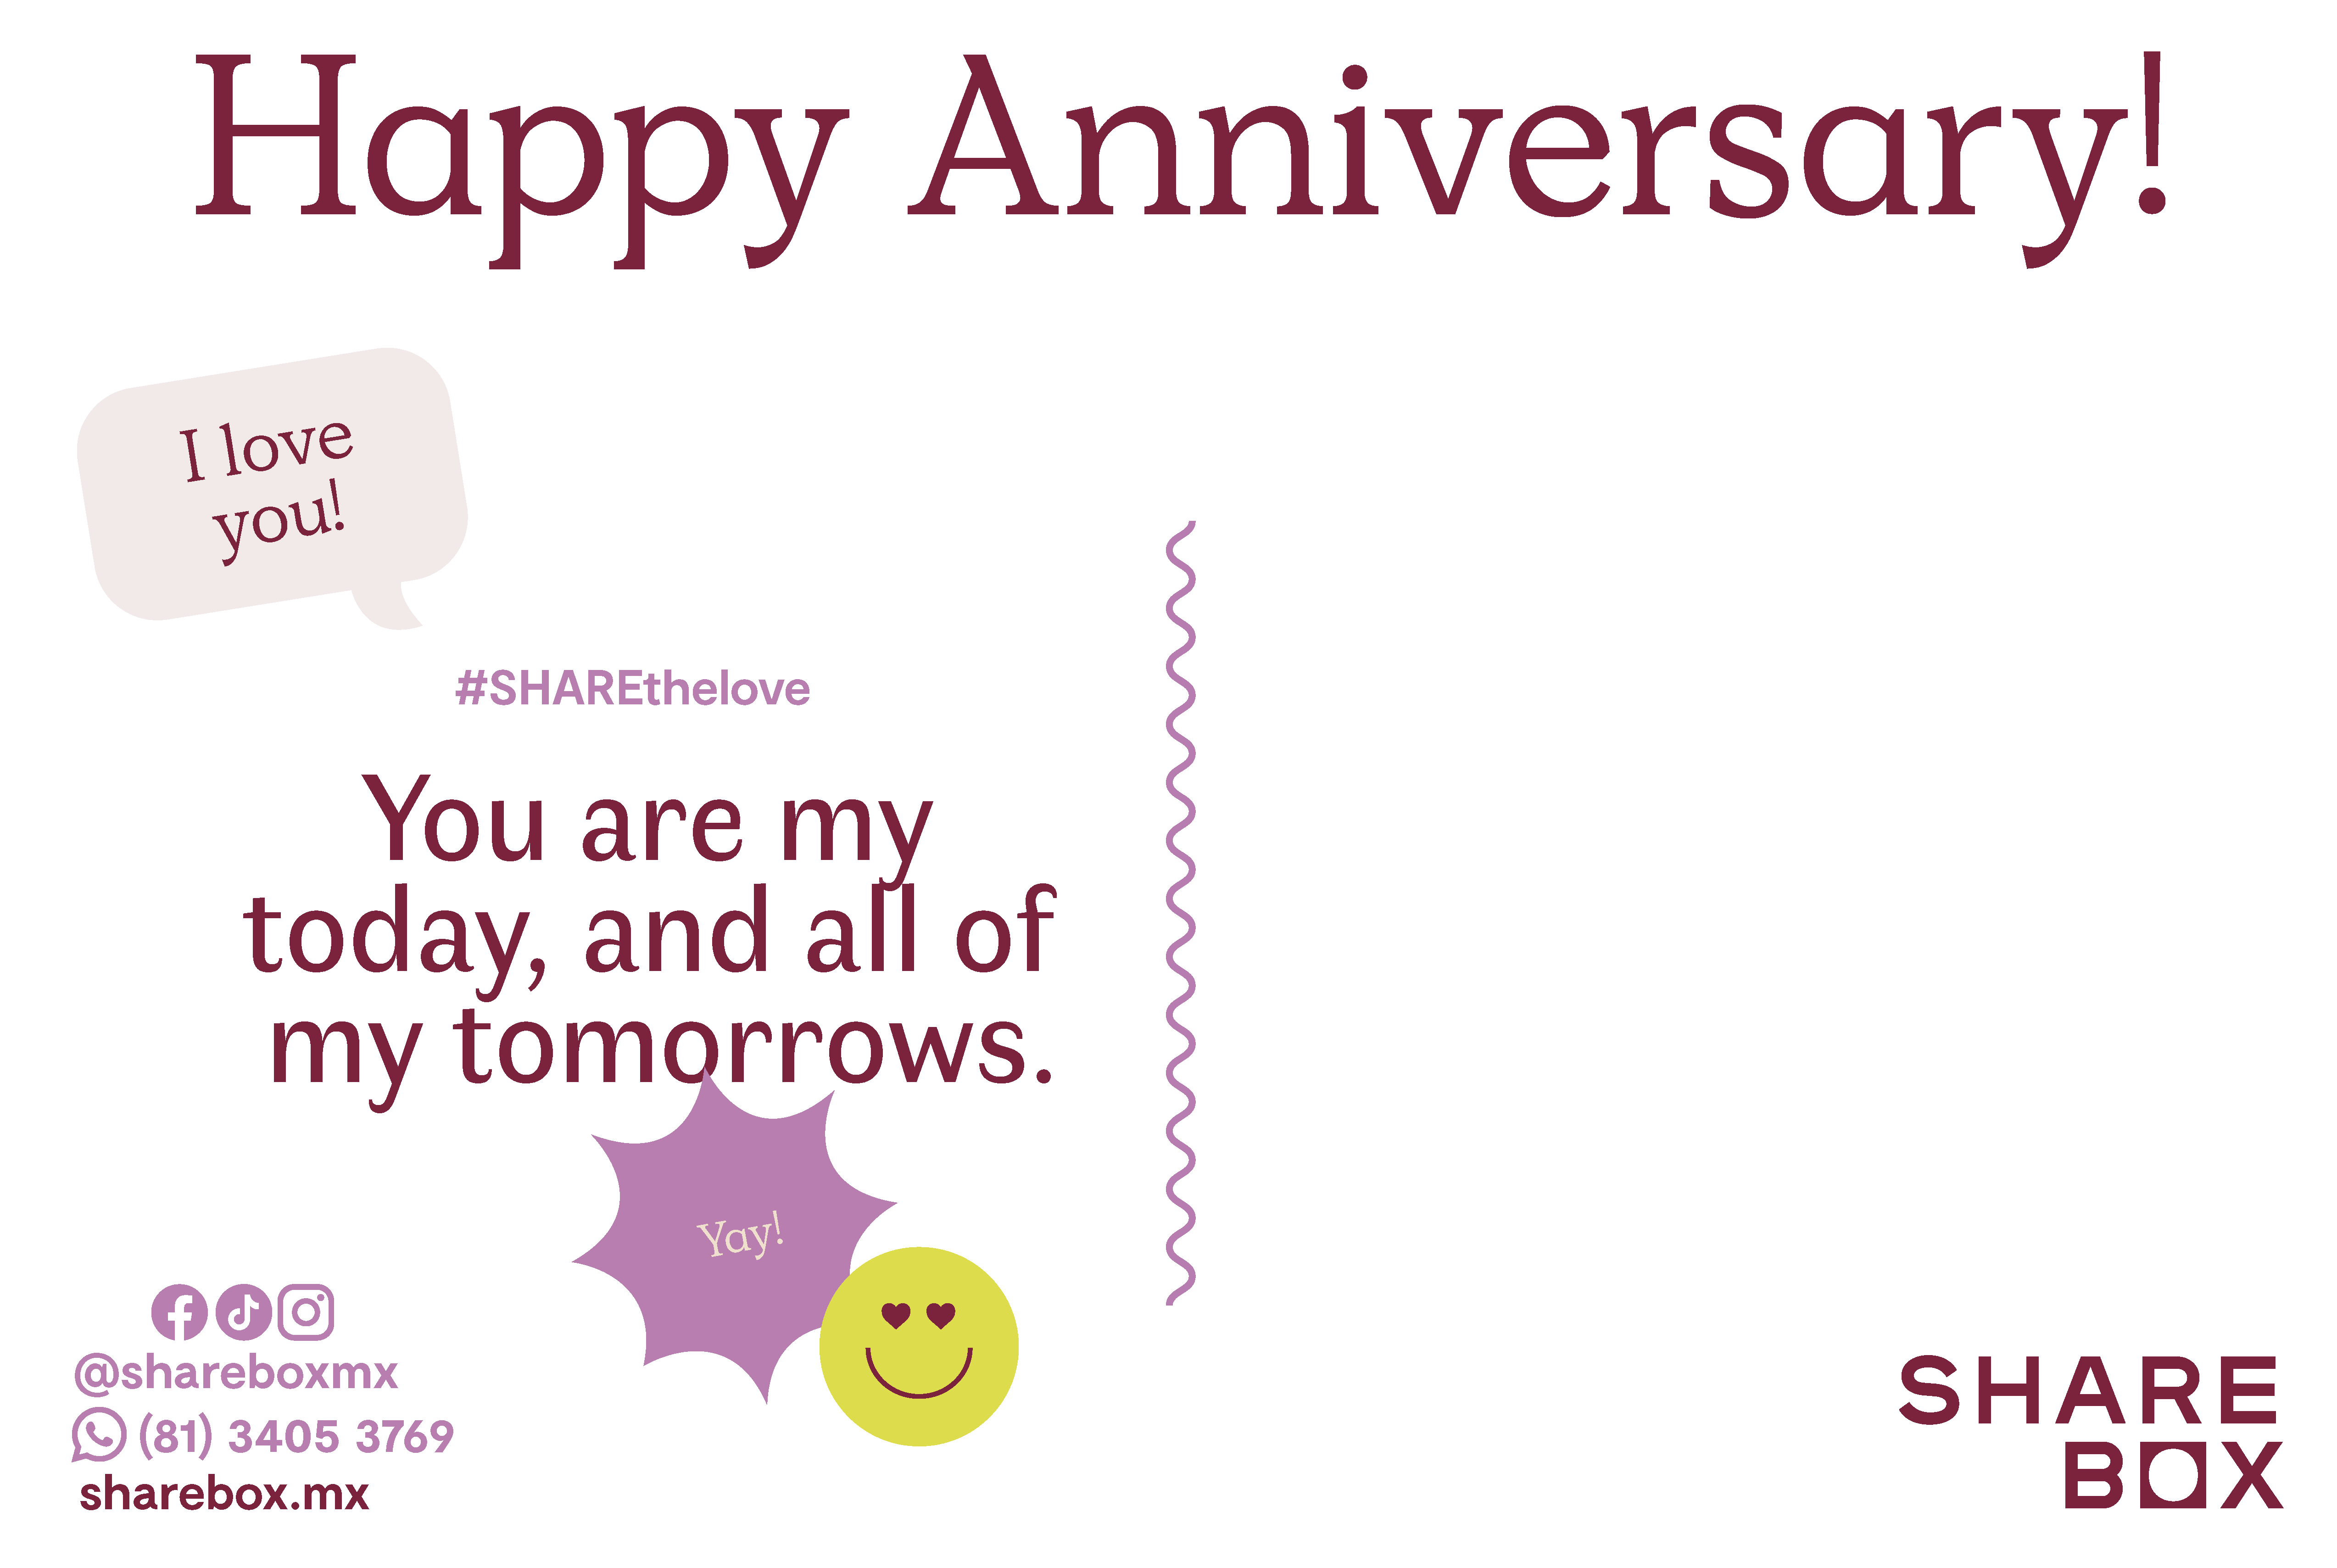 Happy Anniversary!
I love
you!
#SHAREthelove
You are my
today, and all of
my tomorrows.
Yay!
@shareboxmx
(81) 3405 3769
sharebox.mx
SHARE
BOX